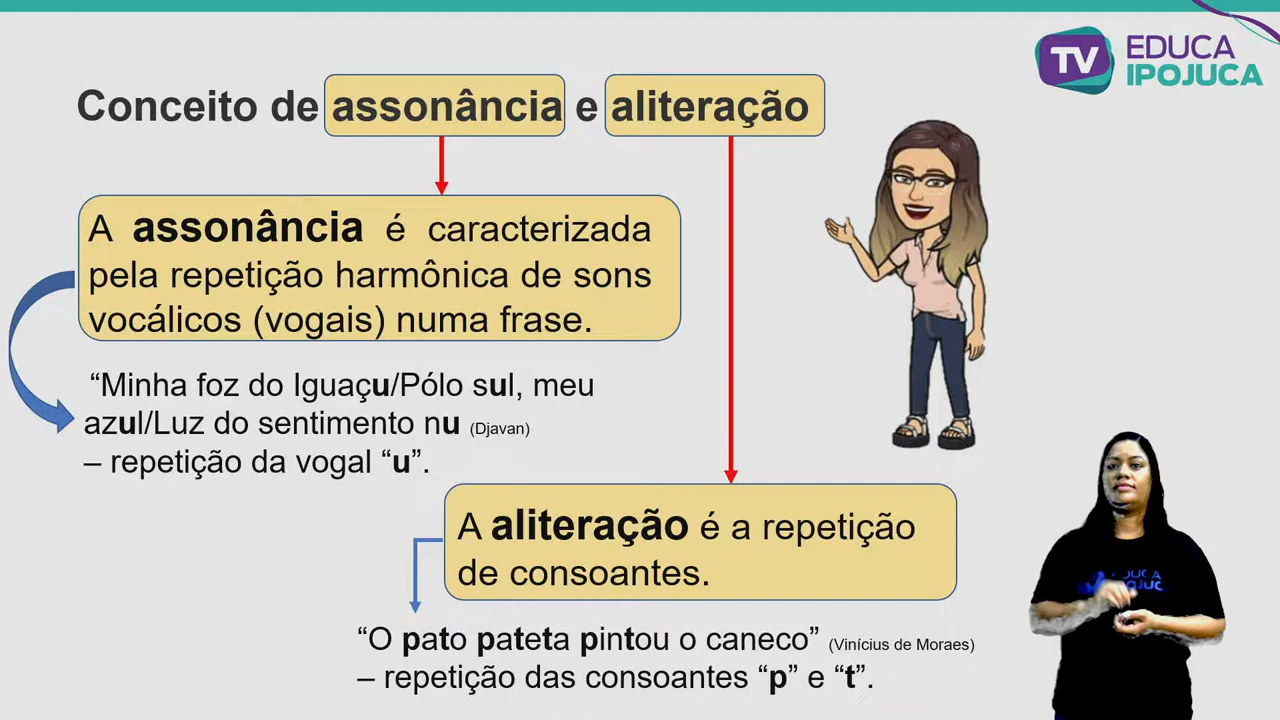 TV EDUCA
IPOJUCA
Conceito de assonância e aliteração
A assonância é caracterizada
pela repetição harmônica de sons
vocálicos (vogais) numa frase.
“Minha foz do Iguaçu/Pólo sul, meu
azul/Luz do sentimento nu (Djavan)
– repetição da vogal “u”.
A aliteração é a repetição
de consoantes.
“O pato pateta pintou o caneco” (Vinícius de Moraes)
– repetição das consoantes “p” e “t”.